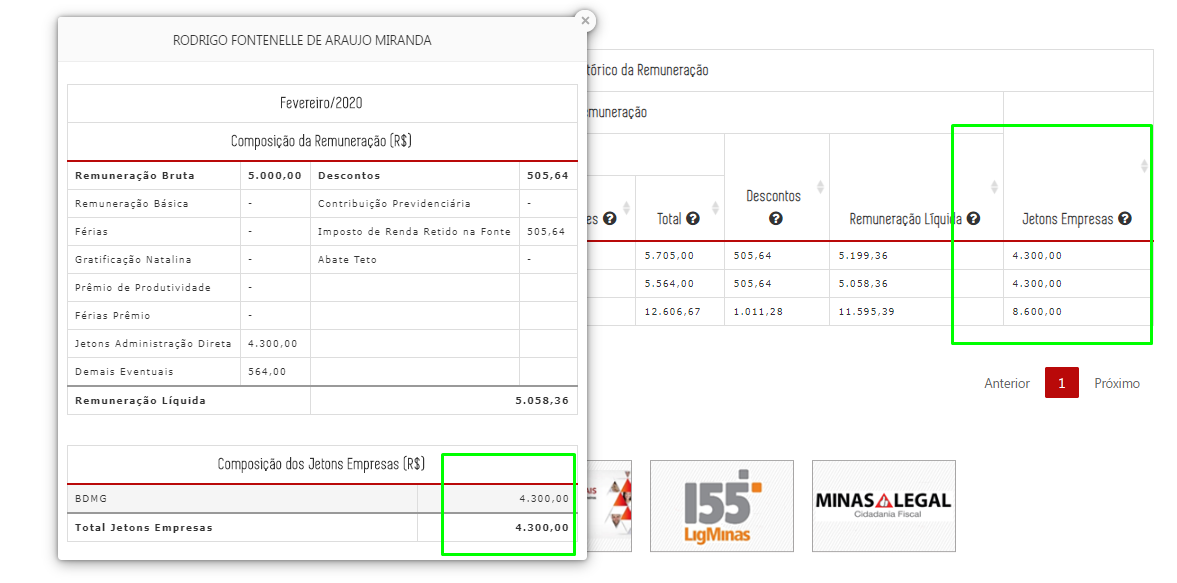 RODRIGO FONTENELLE DE ARAUJO MIRANDA
×
Fevereiro/2020
Composição da Remuneração (R$)
Remuneração Bruta 5.000,00 Descontos 505,64
Remuneração Básica - Contribuição Previdenciária -
Férias - Imposto de Renda Retido na Fonte 505,64
Gratificação Natalina - Abate Teto -
Prêmio de Produtividade -
Férias Prêmio -
Jetons Administração Direta 4.300,00
Demais Eventuais 564,00
Remuneração Líquida 5.058,36
Composição dos Jetons Empresas (R$)
BDMG 4.300,00
Total Jetons Empresas 4.300,00
tórico da Remuneração
emuneração
es ? Total ? Descontos ? Remuneração Líquida ? Jetons Empresas ?
5.705,00 505,64 5.199,36 4.300,00
5.564,00 505,64 5.058,36 4.300,00
12.606,67 1.011,28 11.595,39 8.600,00
Anterior 1 Próximo
AIS
155
LigMinas
MINAS LEGAL
Cidadania Fiscal